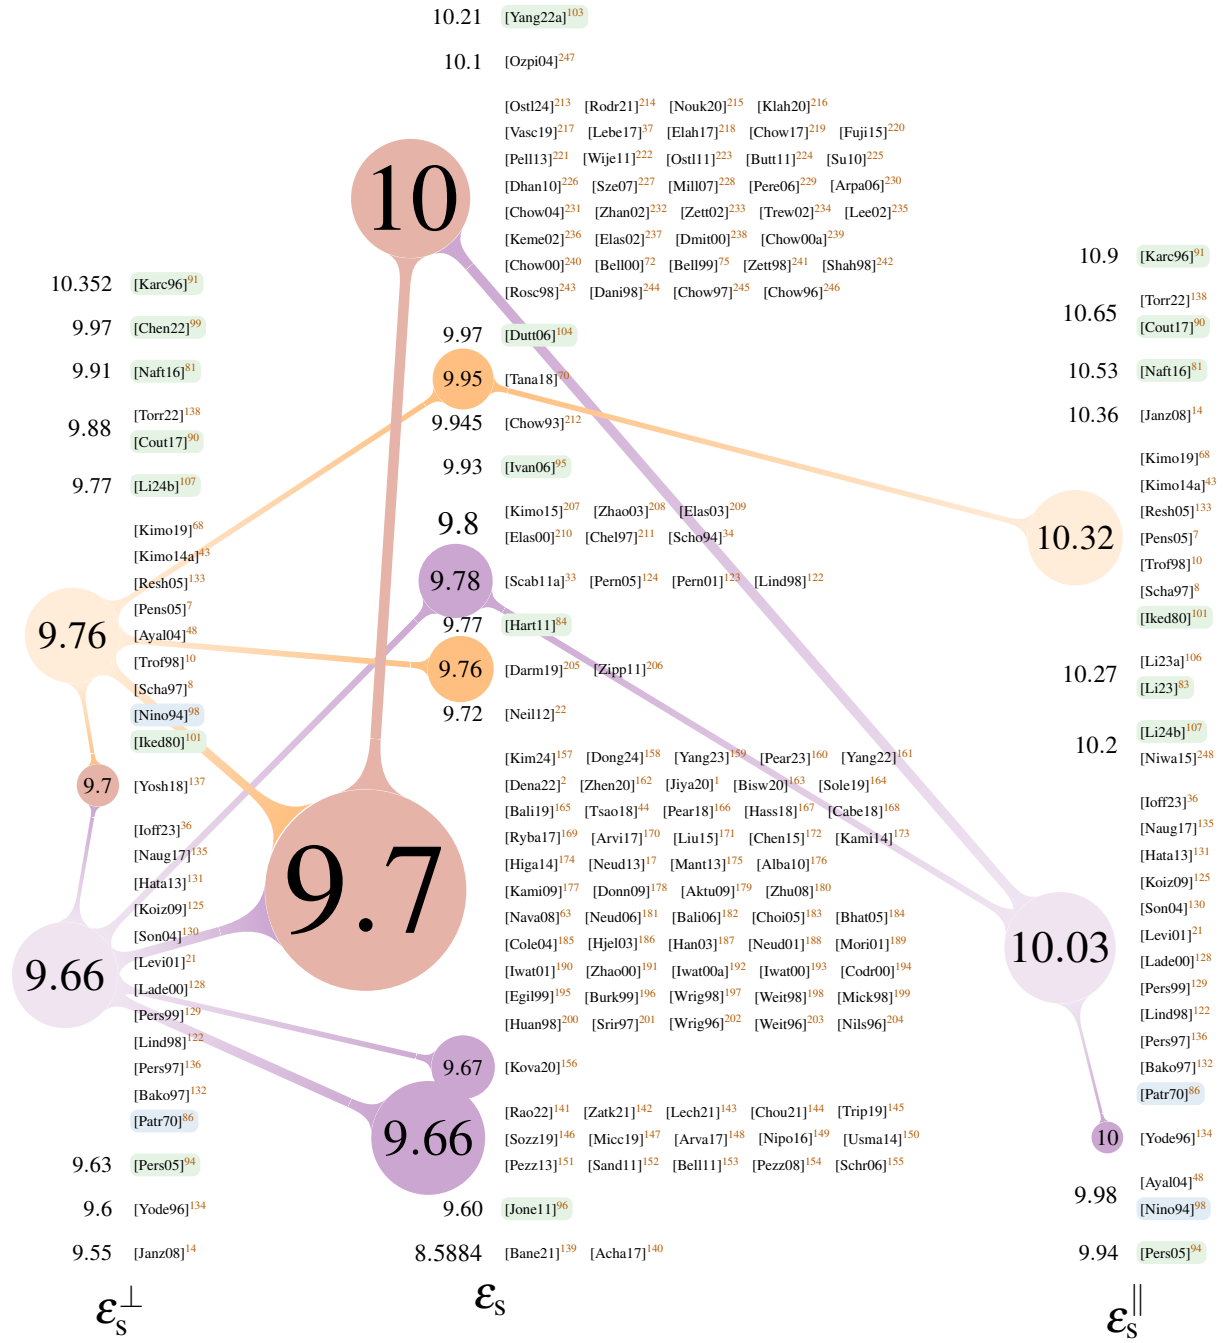 10.352 [Karc96]91
9.97 [Chen22]99
9.91 [Naft16]81
9.88 [Torr22]138
[Cout17]90
9.77 [Li24b]107
9.76
[Kimo19]68
[Kimo14a]43
[Resh05]133
[Pens05]7
[Ayal04]48
[Trof98]10
[Scha97]8
[Nino94]98
[Iked80]101
9.7 [Yosh18]137
9.66
[Ioff23]36
[Naug17]135
[Hata13]131
[Koiz09]125
[Son04]130
[Levi01]21
[Lade00]128
[Pers99]129
[Lind98]122
[Pers97]136
[Bako97]132
[Patr70]86
9.63 [Pers05]94
9.6 [Yode96]134
9.55 [Janz08]14
εs⊥
10.21 [Yang22a]103
10.1 [Ozpi04]247
10
[Ostl24]213 [Rodr21]214 [Nouk20]215 [Klah20]216
[Vasc19]217 [Lebe17]37 [Elah17]218 [Chow17]219 [Fuji15]220
[Pell13]221 [Wije11]222 [Ostl11]223 [Butt11]224 [Su10]225
[Dhan10]226 [Sze07]227 [Mill07]228 [Pere06]229 [Arpa06]230
[Chow04]231 [Zhan02]232 [Zett02]233 [Trew02]234 [Lee02]235
[Keme02]236 [Elas02]237 [Dmit00]238 [Chow00a]239
[Chow00]240 [Bell00]72 [Bell99]75 [Zett98]241 [Shah98]242
[Rosc98]243 [Dani98]244 [Chow97]245 [Chow96]246
9.97 [Dutt06]104
9.95 [Tana18]70
9.945 [Chow93]212
9.93 [Ivan06]95
9.8
[Kimo15]207 [Zhao03]208 [Elas03]209
[Elas00]210 [Chel97]211 [Scho94]34
9.78 [Scab11a]33 [Pern05]124 [Pern01]123 [Lind98]122
9.77 [Hart11]84
9.76 [Darm19]205 [Zipp11]206
9.72 [Neil12]22
9.7
[Kim24]157 [Dong24]158 [Yang23]159 [Pear23]160 [Yang22]161
[Dena22]2 [Zhen20]162 [Jiya20]1 [Bisw20]163 [Sole19]164
[Bali19]165 [Tsao18]44 [Pear18]166 [Hass18]167 [Cabe18]168
[Ryba17]169 [Arvi17]170 [Liu15]171 [Chen15]172 [Kami14]173
[Higa14]174 [Neud13]17 [Mant13]175 [Alba10]176
[Kami09]177 [Donn09]178 [Aktu09]179 [Zhu08]180
[Nava08]63 [Neud06]181 [Bali06]182 [Choi05]183 [Bhat05]184
[Cole04]185 [Hjel03]186 [Han03]187 [Neud01]188 [Mori01]189
[Iwat01]190 [Zhao00]191 [Iwat00a]192 [Iwat00]193 [Codr00]194
[Egil99]195 [Burk99]196 [Wrig98]197 [Weit98]198 [Mick98]199
[Huan98]200 [Srir97]201 [Wrig96]202 [Weit96]203 [Nils96]204
9.67 [Kova20]156
9.66
[Rao22]141 [Zatk21]142 [Lech21]143 [Chou21]144 [Trip19]145
[Sozz19]146 [Micc19]147 [Arva17]148 [Nipo16]149 [Usma14]150
[Pezz13]151 [Sand11]152 [Bell11]153 [Pezz08]154 [Schr06]155
9.60 [Jone11]96
8.5884 [Bane21]139 [Acha17]140
εs
10.9 [Karc96]91
10.65 [Torr22]138
[Cout17]90
10.53 [Naft16]81
10.36 [Janz08]14
10.32
[Kimo19]68
[Kimo14a]43
[Resh05]133
[Pens05]7
[Trof98]10
[Scha97]8
[Iked80]101
10.27 [Li23a]106
[Li23]83
10.2 [Li24b]107
[Niwa15]248
10.03
[Ioff23]36
[Naug17]135
[Hata13]131
[Koiz09]125
[Son04]130
[Levi01]21
[Lade00]128
[Pers99]129
[Lind98]122
[Pers97]136
[Bako97]132
[Patr70]86
10 [Yode96]134
9.98 [Ayal04]48
[Nino94]98
9.94 [Pers05]94
εs∥